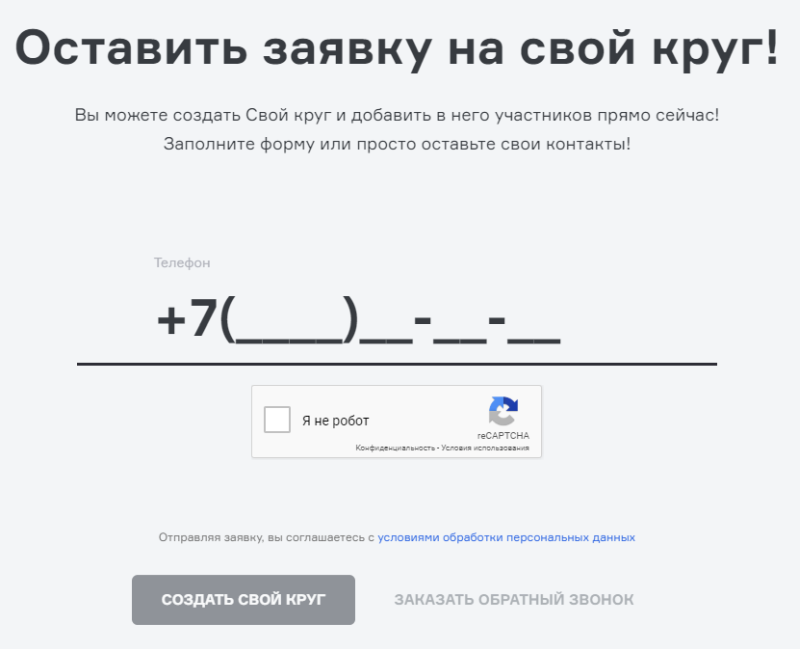 Оставить заявку на свой круг!
Вы можете создать Свой круг и добавить в него участников прямо сейчас!
Заполните форму или просто оставьте свои контакты!
Телефон
+7(____)__-__-__
Я не робот
reCAPTCHA
Конфиденциальность - Условия использования
Отправляя заявку, вы соглашаетесь с условиями обработки персональных данных
СОЗДАТЬ СВОЙ КРУГ
ЗАКАЗАТЬ ОБРАТНЫЙ ЗВОНОК